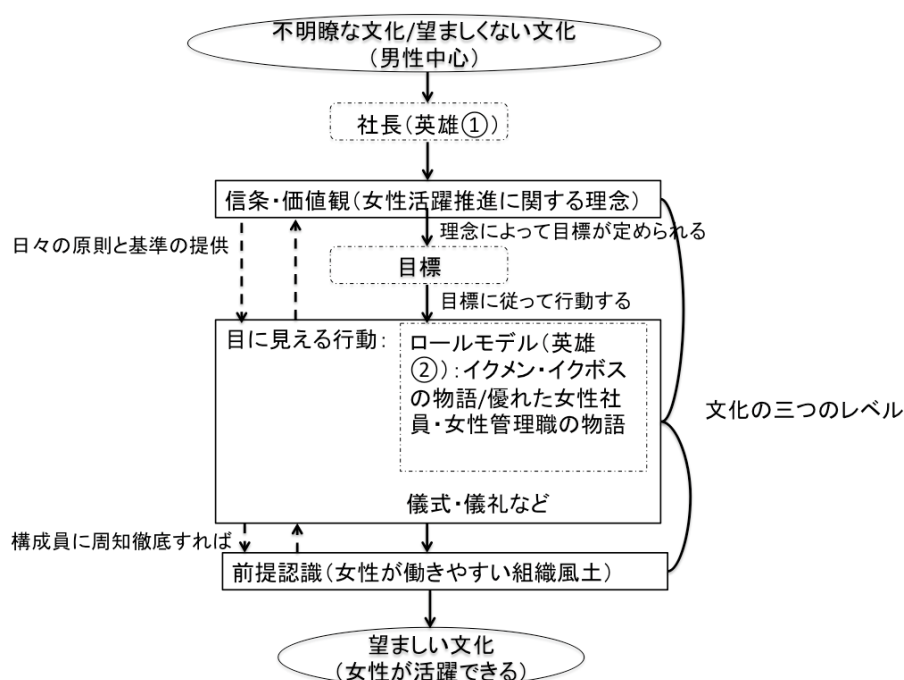 不明瞭な文化/望ましくない文化
（男性中心）
社長（英雄①）
信条・価値観（女性活躍推進に関する理念）
日々の原則と基準の提供
理念によって目標が定められる
目標
目標に従って行動する
目に見える行動：
ロールモデル（英雄
②）：イクメン・イクボス
の物語/優れた女性社
員・女性管理職の物語
文化の三つのレベル
儀式・儀礼など
構成員に周知徹底すれば
前提認識（女性が働きやすい組織風土）
望ましい文化
（女性が活躍できる）